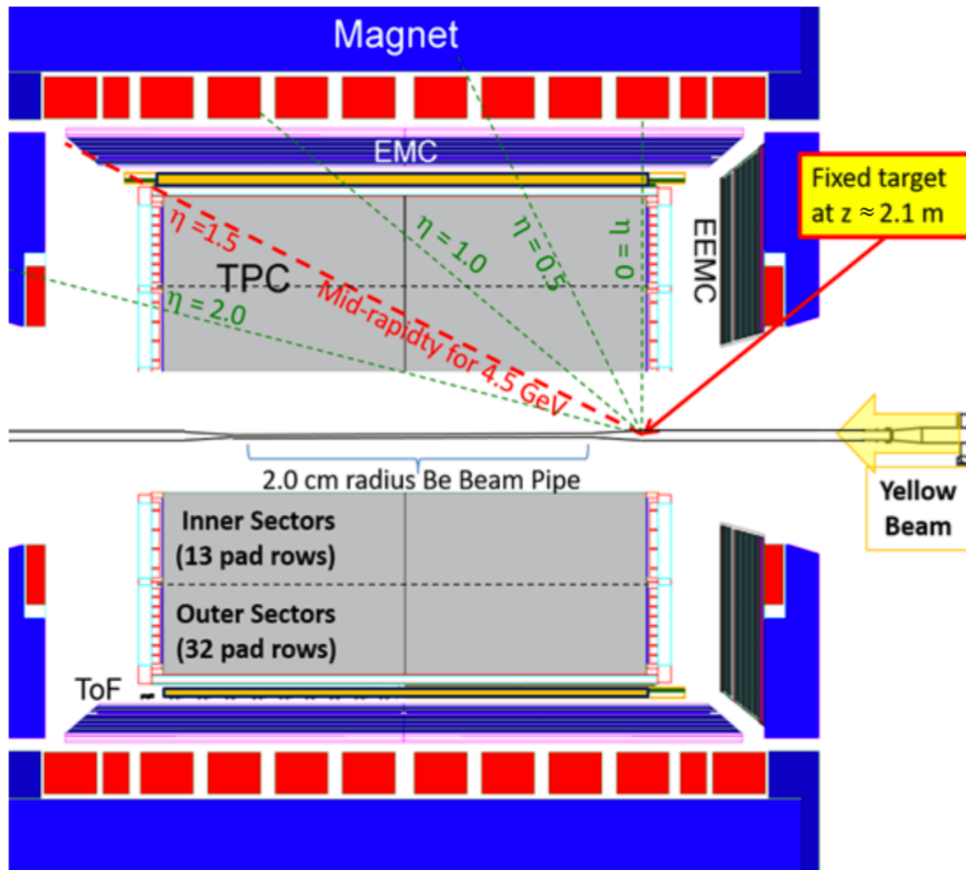 Magnet
EMC
Fixed target
at z ≈ 2.1 m
η =1.5
η = 1.0
η = 0.5
η = 0
EEMC
TPC
η = 2.0
Mid-rapidty for 4.5 GeV
2.0 cm radius Be Beam Pipe
Yellow
Beam
Inner Sectors
(13 pad rows)
Outer Sectors
(32 pad rows)
ToF